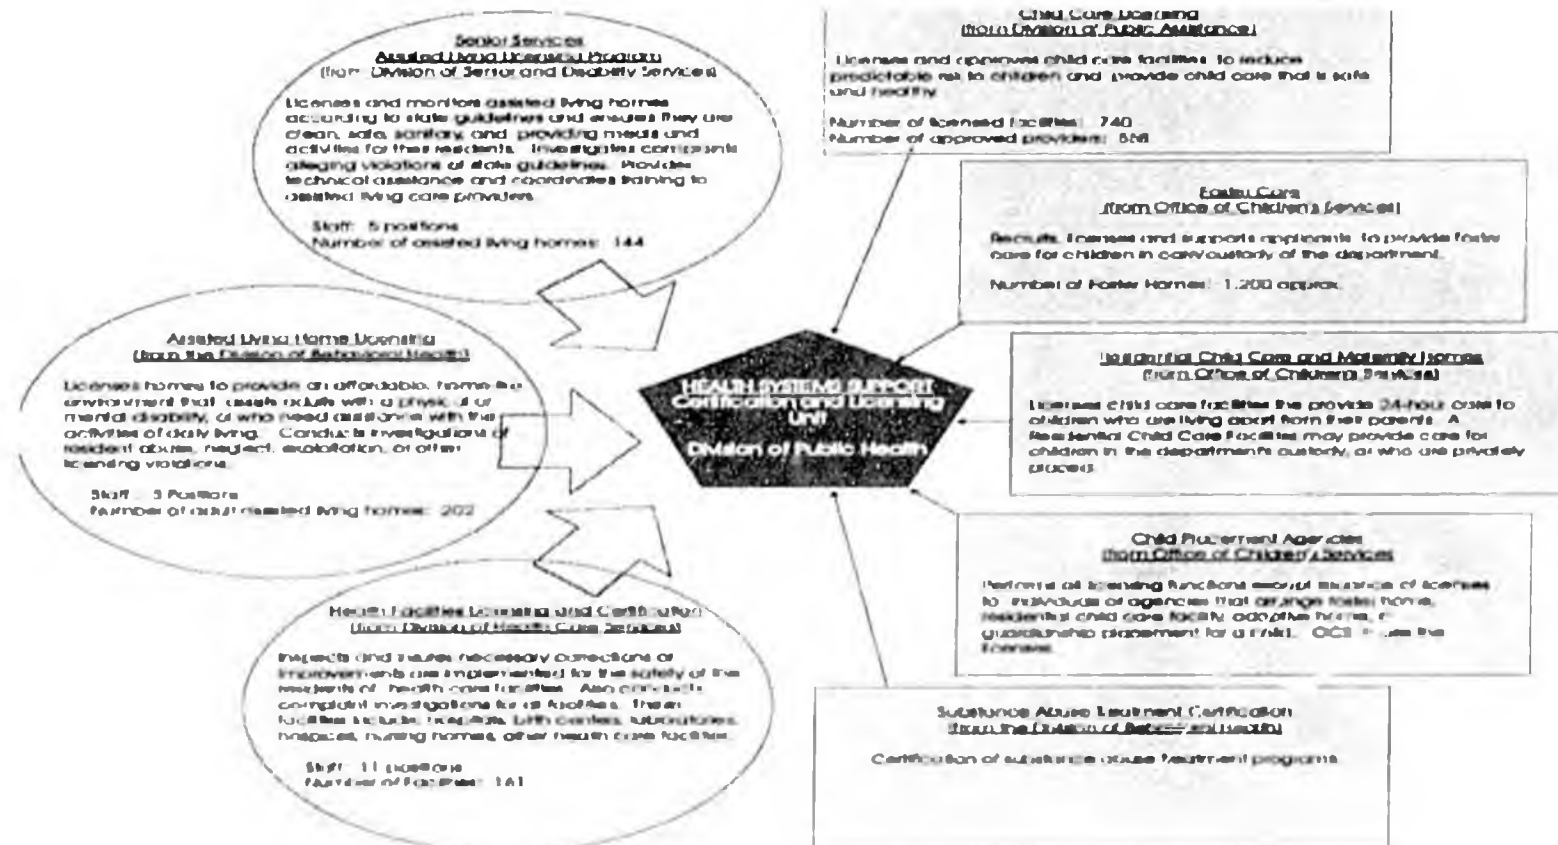 Senior Services
Assisted Living Licensing Program
(from Division of Senior and Disability Services)
Licenses and monitors assisted living homes
according to state guidelines and ensures they are
clean, safe, sanitary, and providing meals and
activities for their residents. Investigates complaints
alleging violations of state guidelines. Provides
technical assistance and coordinates training to
assisted living care providers.
Staff: 5 positions
Number of assisted living homes: 144
Assisted Living Home Licensing
(from the Division of Behavioral Health)
Licenses homes to provide an affordable, home-like
environment that assists adults with a physical or
mental disability, or who need assistance with the
activities of daily living. Conducts investigations of
resident abuse, neglect, exploitation, or other
licensing violations.
Staff: 3 Positions
Number of adult assisted living homes: 202
Health Facilities Licensing and Certification
(from Division of Health Care Services)
Inspects and insures necessary corrections or
improvements are implemented for the safety of the
residents of health care facilities. Also conducts
complaint investigations for all facilities. These
facilities include, hospitals, birth centers, laboratories,
hospices, nursing homes, other health care facilities.
Staff: 11 positions
Number of Facilities: 161
HEALTH SYSTEMS SUPPORT
Certification and Licensing
Unit
Division of Public Health
Child Care Licensing
(from Division of Public Assistance)
Licenses and approves child care facilities to reduce
predictable risk to children and provide child care that is safe
and healthy.
Number of licensed facilities: 740
Number of approved providers:
Foster Care
(from Office of Children's Services)
Recruits, licenses and supports applicants to provide foster
care for children in care/custody of the department.
Number of Foster Homes: 1,200 approx.
Residential Child Care and Maternity Homes
(from Office of Children's Services)
Licenses child care facilities the provide 24-hour care to
children who are living apart from their parents. A
Residential Child Care Facilities may provide care for
children in the department's custody, or who are privately
placed.
Child Placement Agencies
(from Office of Children's Services
Performs all licensing functions except issuance of licenses
to individuals or agencies that arrange foster home,
residential child care facility, adoptive home,
guardianship placement for a child. OCS the
licenses.
Substance Abuse Treatment Certification
(from the Division of Behavioral Health)
Certification of substance abuse treatment programs.